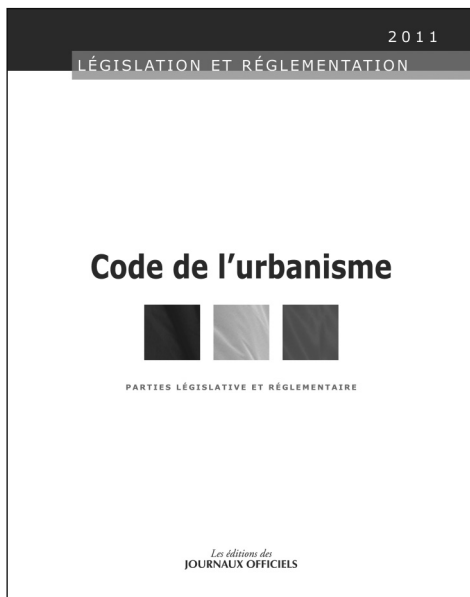 2011
LÉGISLATION ET RÉGLEMENTATION
Code de l'urbanisme
PARTIES LÉGISLATIVE ET RÉGLEMENTAIRE
Les éditions des
JOURNAUX OFFICIELS